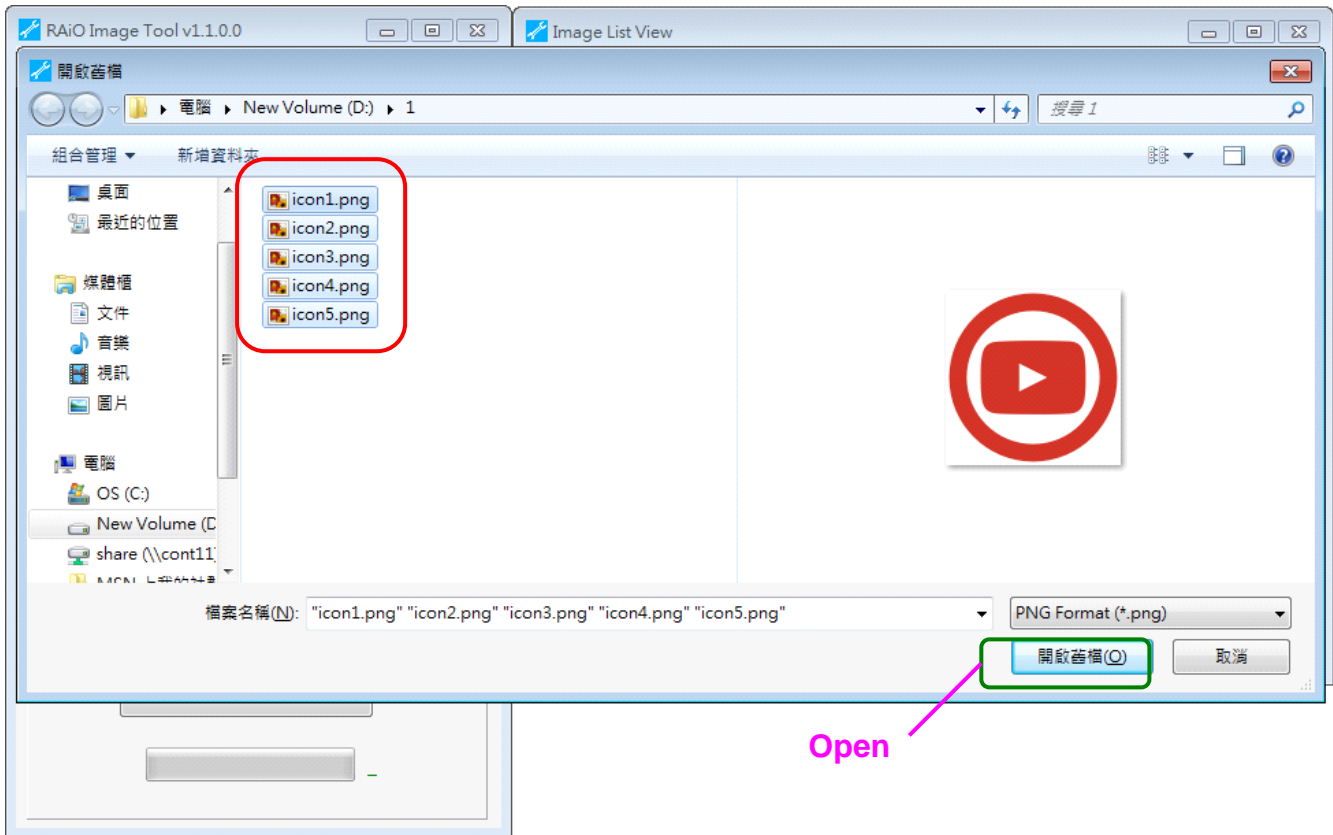 RAiO Image Tool v1.1.0.0
Image List View
開啟舊檔
電腦 New Volume (D:) 1
搜尋 1
組合管理
新增資料夾
桌面
最近的位置
媒體櫃
文件
音樂
視訊
圖片
電腦
OS (C:)
New Volume (D
share (\\cont11)
icon1.png
icon2.png
icon3.png
icon4.png
icon5.png
檔案名稱(N): "icon1.png" "icon2.png" "icon3.png" "icon4.png" "icon5.png"
PNG Format (*.png)
開啟舊檔(O)
取消
Open